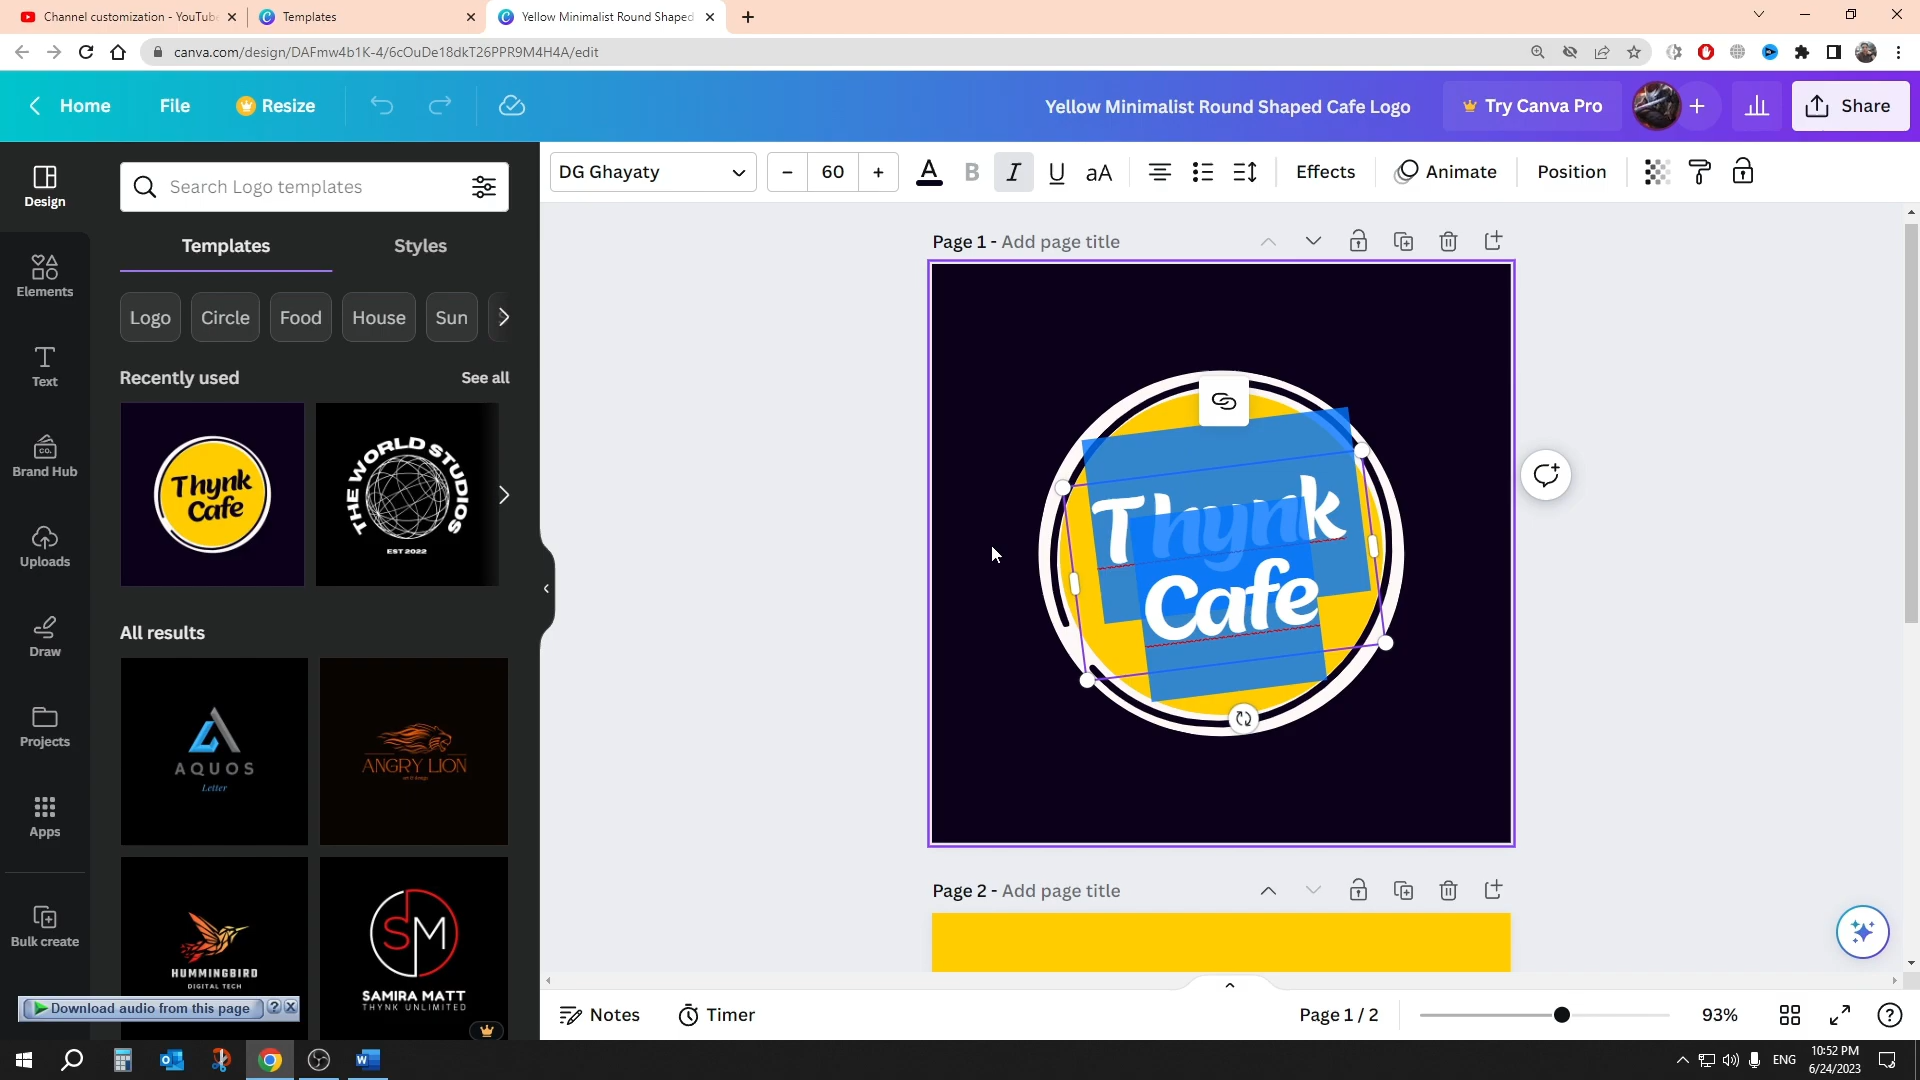 Channel customization - YouTube
Templates
Yellow Minimalist Round Shaped
canva.com/design/DAFmw4b1K-4/6cOuDe18dkT26PPR9M4H4A/edit
Home
File
Resize
Yellow Minimalist Round Shaped Cafe Logo
Try Canva Pro
Share
DG Ghayaty
60
B I U aA
Effects
Animate
Position
Design
Elements
Text
Brand Hub
CO.
Uploads
Draw
Projects
Apps
Bulk create
Search Logo templates
Templates
Styles
Logo
Circle
Food
House
Sun
Recently used
See all
Thynk
Cafe
THE WORLD STUDIOS
EST 2022
All results
AQUOS
Letter
ANGRY LION
HUMMINGBIRD
DIGITAL TECH
SM
SAMIRA MATT
THYNK UNLIMITED
Download audio from this page
Page 1 - Add page title
Thynk
Cafe
Page 2 - Add page title
Notes
Timer
Page 1 / 2
93%
ENG
10:52 PM
6/24/2023